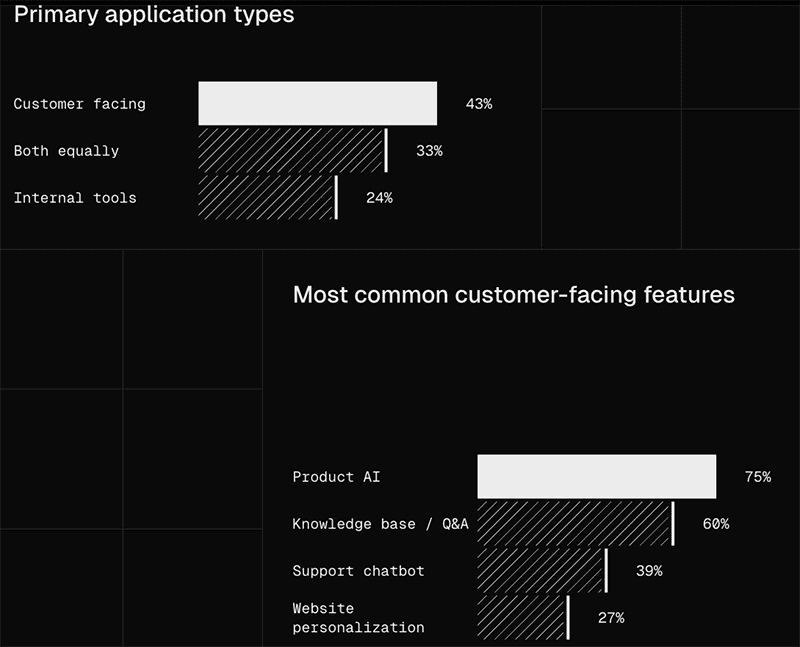 Primary application types
Customer facing 43%
Both equally 33%
Internal tools 24%
Most common customer-facing features
Product AI 75%
Knowledge base / Q&A 60%
Support chatbot 39%
Website
personalization 27%